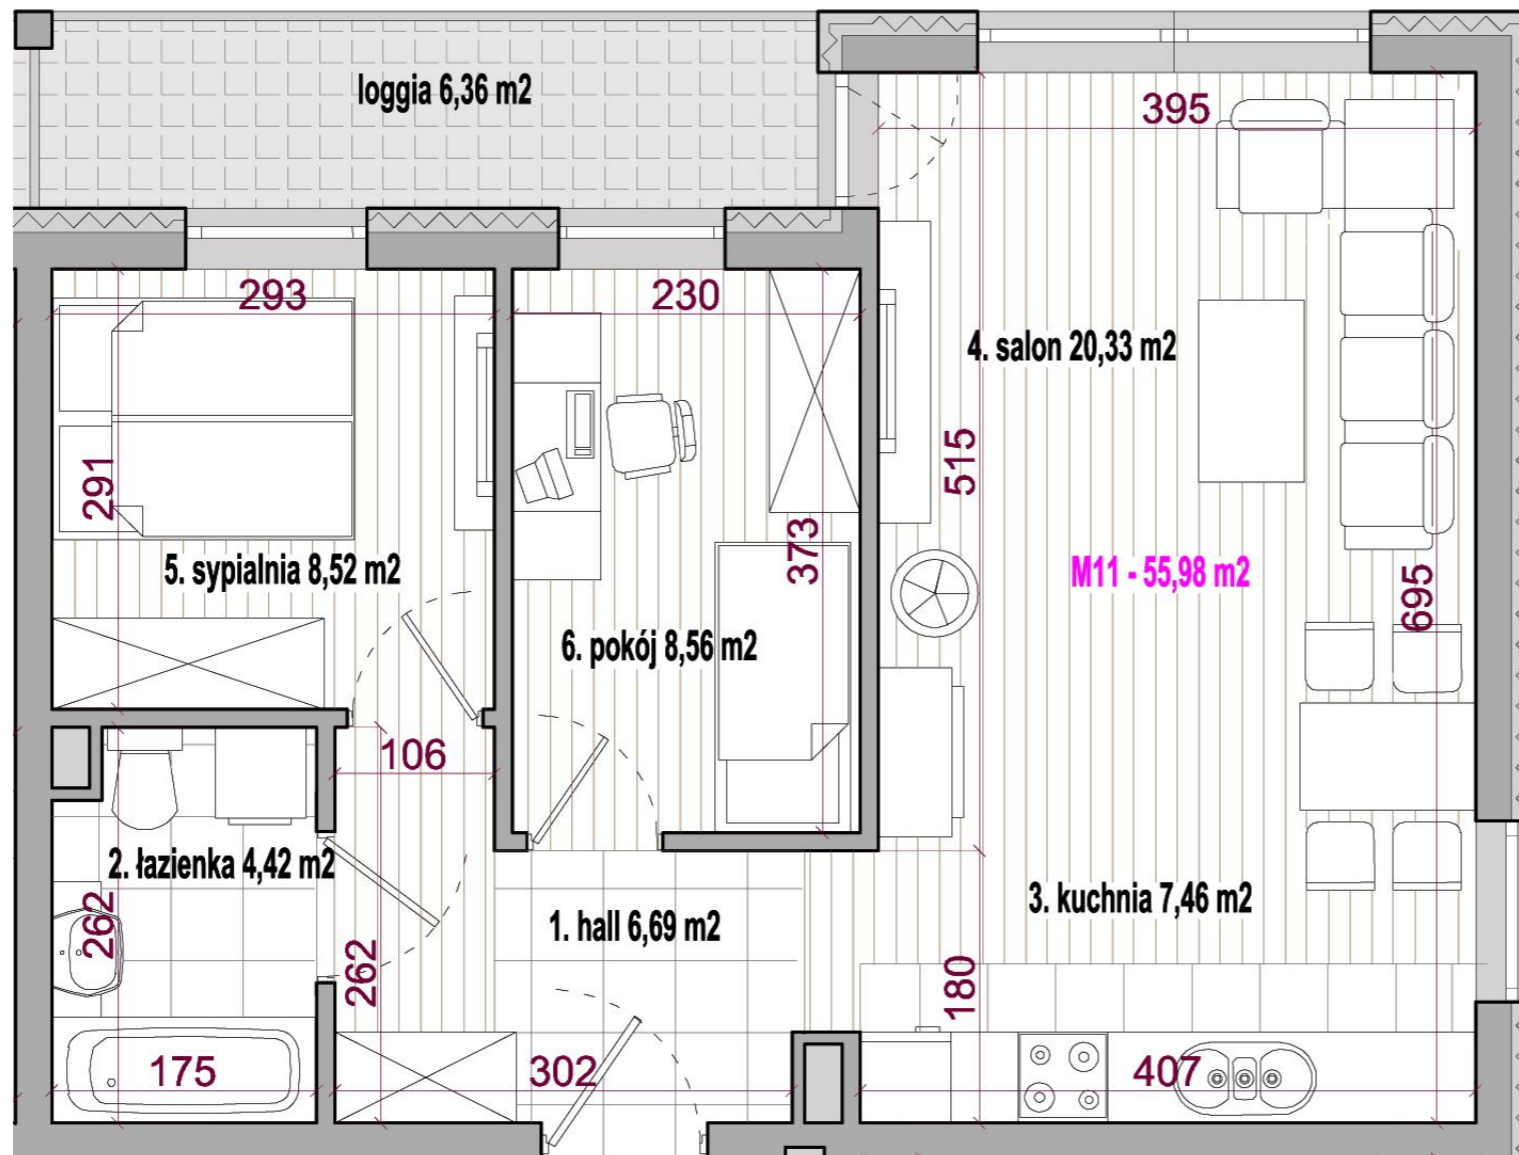 loggia 6,36 m2
395
293
230
4. salon 20,33 m2
515
291
373
5. sypialnia 8,52 m2
M11 - 55,98 m2
695
6. pokój 8,56 m2
106
2. łazienka 4,42 m2
262
1. hall 6,69 m2
3. kuchnia 7,46 m2
262
180
175
302
407